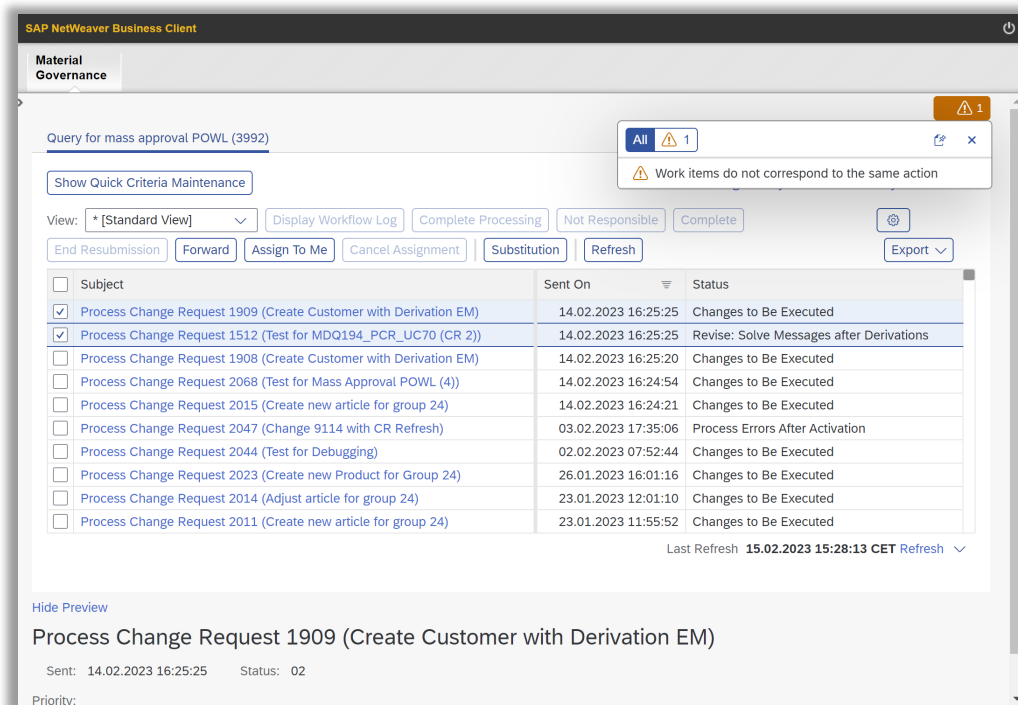 SAP NetWeaver Business Client
Material
Governance
1
Query for mass approval POWL (3992)
All 1
Work items do not correspond to the same action
Show Quick Criteria Maintenance
View: * [Standard View] Display Workflow Log Complete Processing Not Responsible Complete
End Resubmission Forward Assign To Me Cancel Assignment Substitution Refresh Export
Subject Sent On Status
Process Change Request 1909 (Create Customer with Derivation EM) 14.02.2023 16:25:25 Changes to Be Executed
Process Change Request 1512 (Test for MDQ194_PCR_UC70 (CR 2)) 14.02.2023 16:25:25 Revise: Solve Messages after Derivations
Process Change Request 1908 (Create Customer with Derivation EM) 14.02.2023 16:25:20 Changes to Be Executed
Process Change Request 2068 (Test for Mass Approval POWL (4)) 14.02.2023 16:24:54 Changes to Be Executed
Process Change Request 2015 (Create new article for group 24) 14.02.2023 16:24:21 Changes to Be Executed
Process Change Request 2047 (Change 9114 with CR Refresh) 03.02.2023 17:35:06 Process Errors After Activation
Process Change Request 2044 (Test for Debugging) 02.02.2023 07:52:44 Changes to Be Executed
Process Change Request 2023 (Create new Product for Group 24) 26.01.2023 16:01:16 Changes to Be Executed
Process Change Request 2014 (Adjust article for group 24) 23.01.2023 12:01:10 Changes to Be Executed
Process Change Request 2011 (Create new article for group 24) 23.01.2023 11:55:52 Changes to Be Executed
Last Refresh 15.02.2023 15:28:13 CET Refresh
Hide Preview
Process Change Request 1909 (Create Customer with Derivation EM)
Sent: 14.02.2023 16:25:25 Status: 02
Priority: